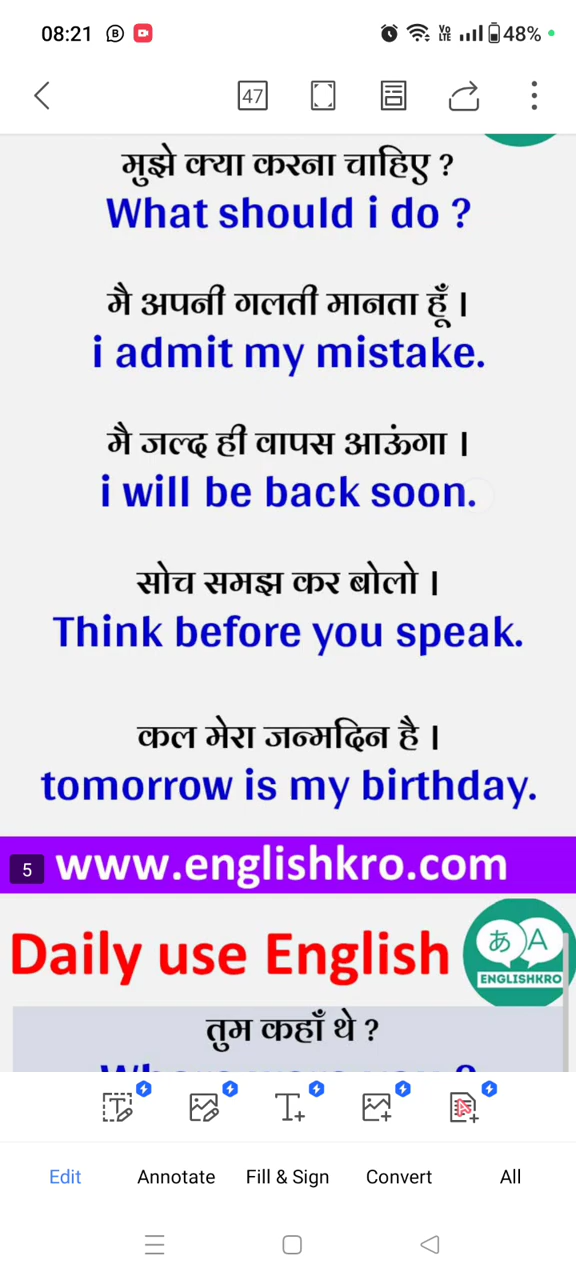 08:21
VO LTE 48%
47
मुझे क्या करना चाहिए ?
What should i do ?
मै अपनी गलती मानता हूँ ।
i admit my mistake.
मै जल्द ही वापस आऊंगा ।
i will be back soon.
सोच समझ कर बोलो ।
Think before you speak.
कल मेरा जन्मदिन है ।
tomorrow is my birthday.
5 www.englishkro.com
Daily use English
あ A
ENGLISHKRO
तुम कहाँ थे ?
Edit Annotate Fill & Sign Convert All